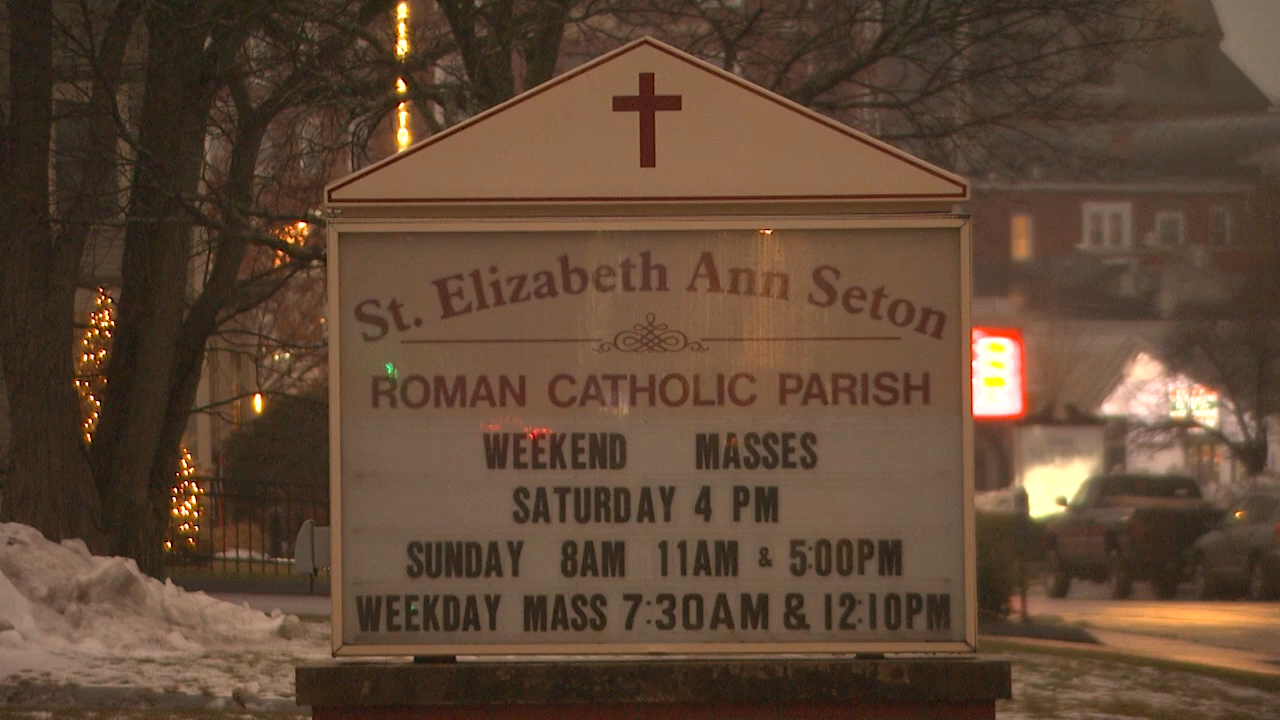 St. Elizabeth Ann Seton
ROMAN CATHOLIC PARISH
WEEKEND MASSES
SATURDAY 4 PM
SUNDAY 8AM 11AM & 5:00PM
WEEKDAY MASS 7:30AM & 12:10PM